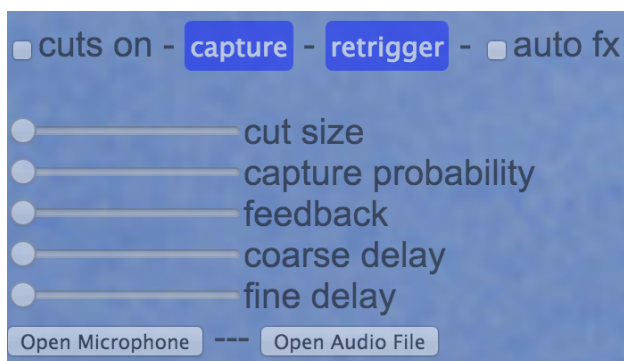 cuts on - capture - retrigger - auto fx
cut size
capture probability
feedback
coarse delay
fine delay
Open Microphone --- Open Audio File